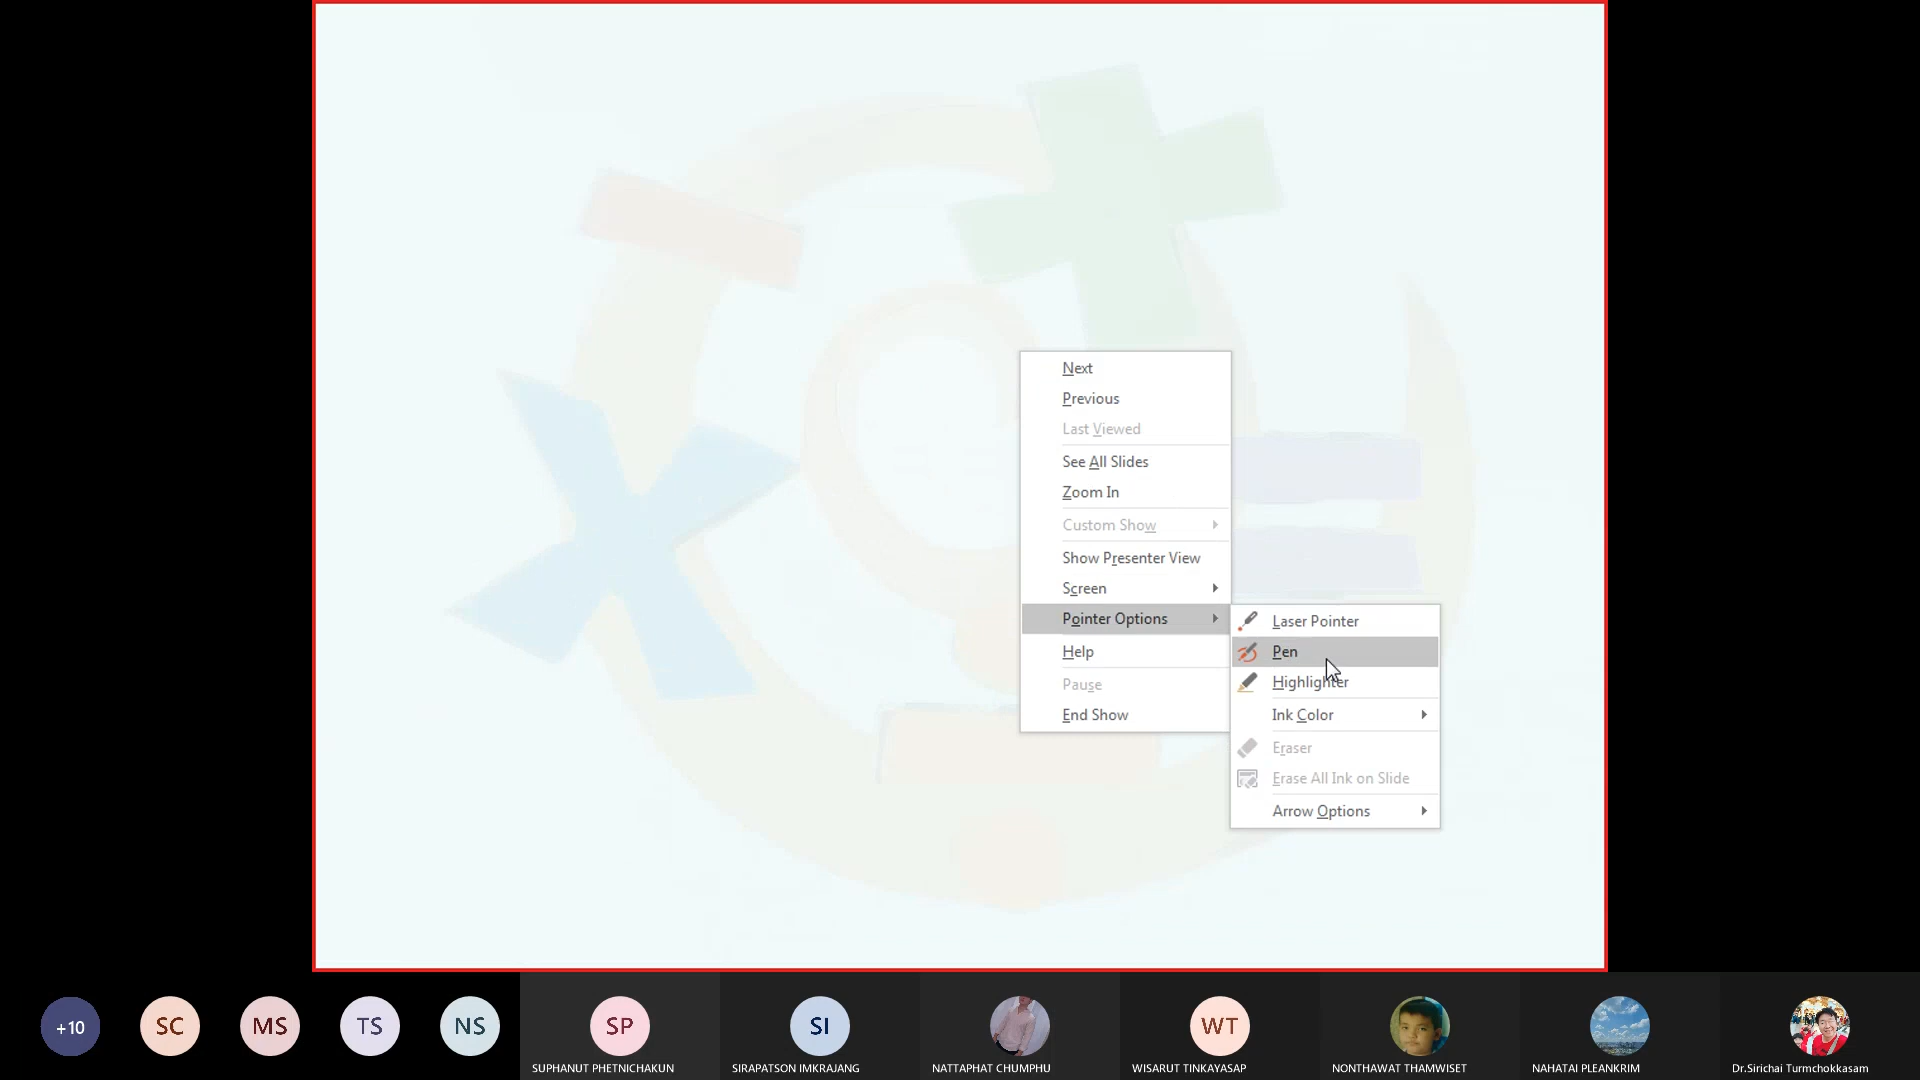 Next
Previous
Last Viewed
See All Slides
Zoom In
Custom Show
Show Presenter View
Screen
Pointer Options
Help
Pause
End Show
Laser Pointer
Pen
Highlighter
Ink Color
Eraser
Erase All Ink on Slide
Arrow Options
+10
SC
MS
TS
NS
SP
SI
WT
SUPHANUT PHETNICHAKUN
SIRAPATSON IMKRAJANG
NATTAPHAT CHUMPHU
WISARUT TINKAYASAP
NONTHAWAT THAMWISET
NAHATAI PLEANKRIM
Dr.Sirichai Turmchokkasam